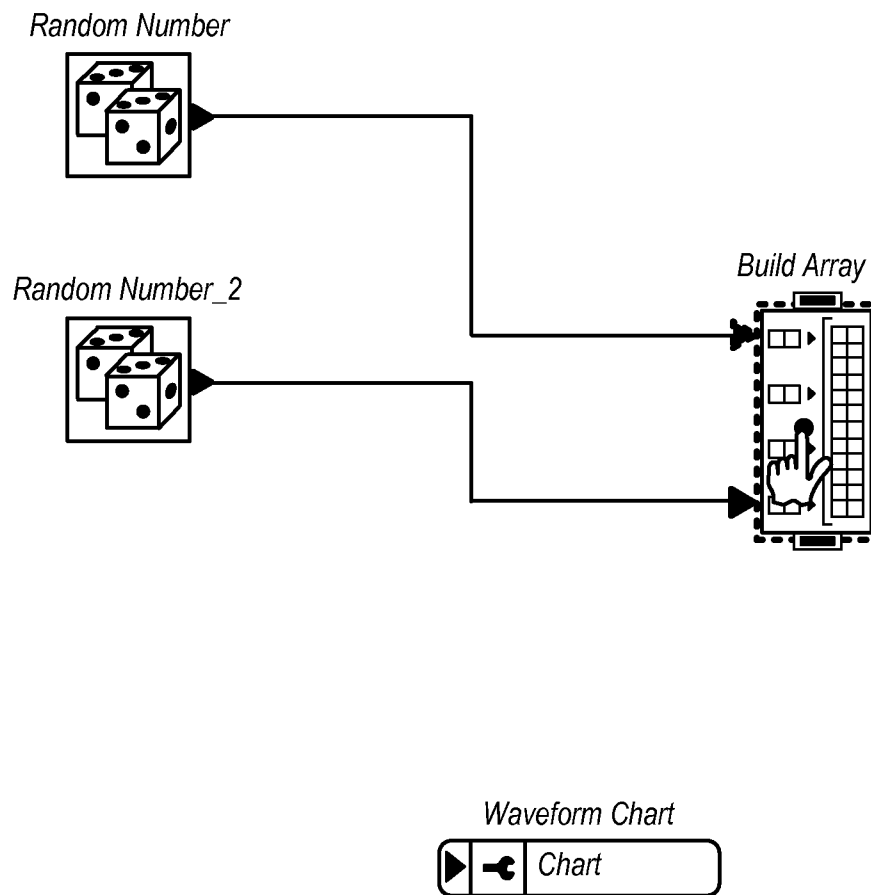 Random Number
Build Array
Random Number_2
Waveform Chart
Chart